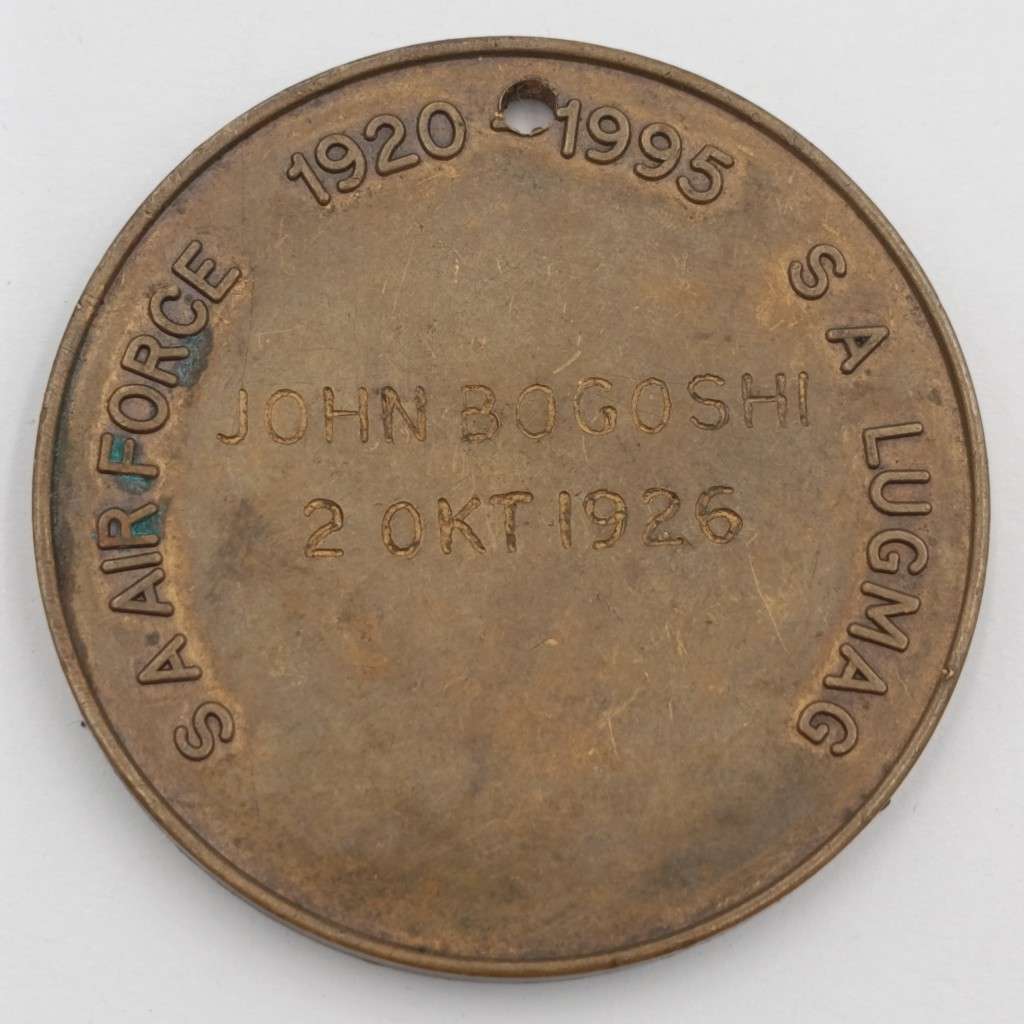 S A AIR FORCE
1920 - 1995
S A LUGMAG
JOHN BOGOSHI
2 OKT 1926